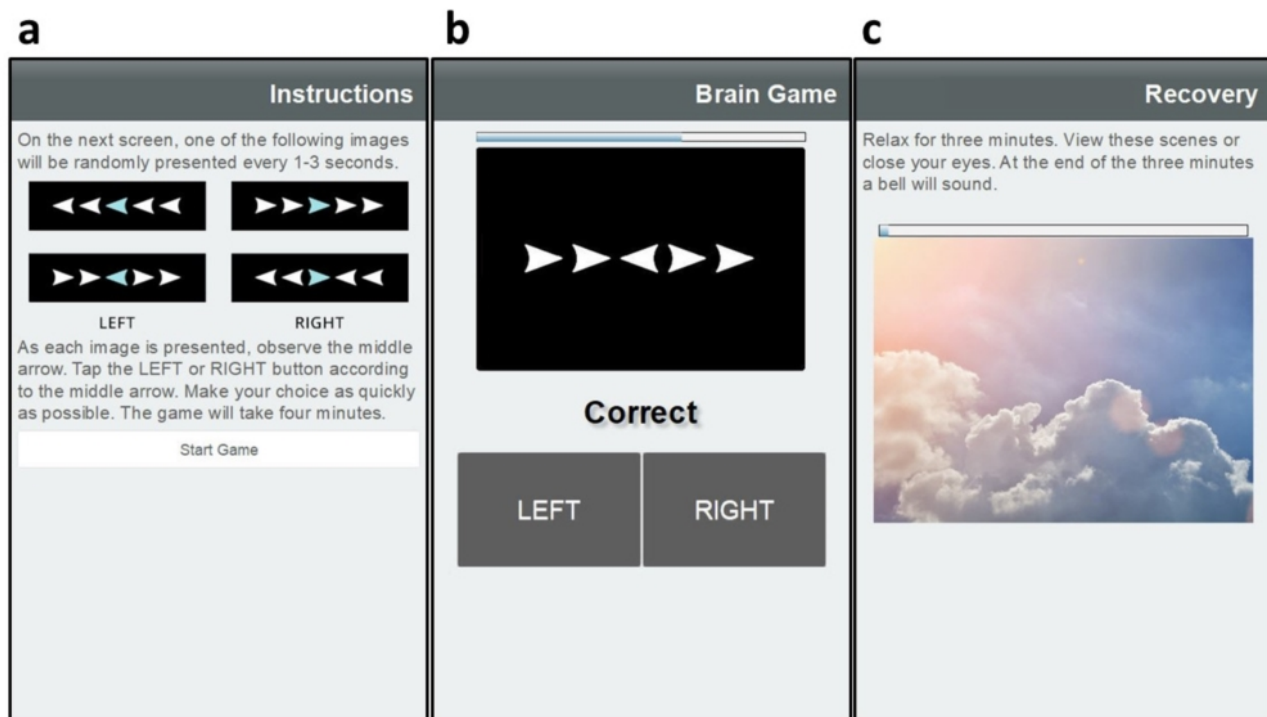 a
Instructions
On the next screen, one of the following images
will be randomly presented every 1-3 seconds.
LEFT RIGHT
As each image is presented, observe the middle
arrow. Tap the LEFT or RIGHT button according
to the middle arrow. Make your choice as quickly
as possible. The game will take four minutes.
Start Game
b
Brain Game
Correct
LEFT RIGHT
c
Recovery
Relax for three minutes. View these scenes or
close your eyes. At the end of the three minutes
a bell will sound.